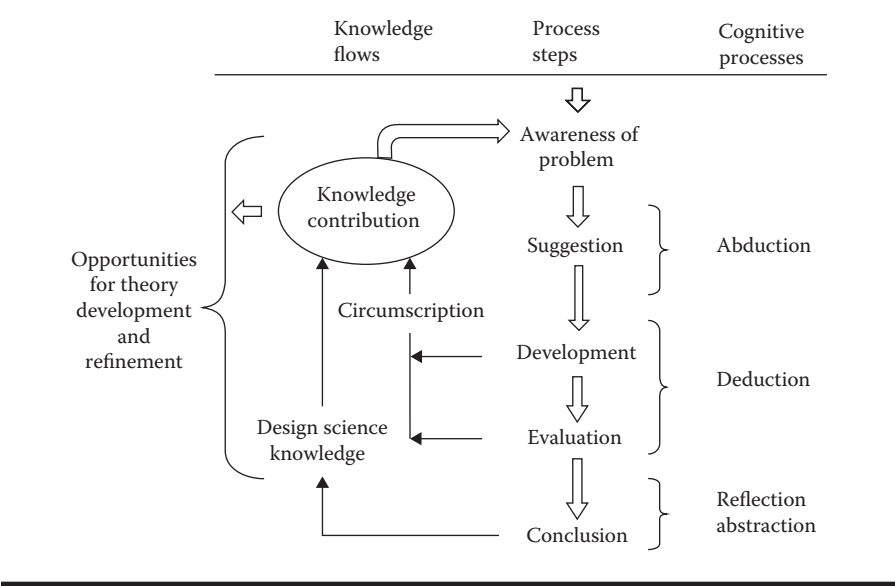 Knowledge
flows
Process
steps
Cognitive
processes
Awareness of
problem
Knowledge
contribution
Suggestion
Abduction
Opportunities
for theory
development
and
refinement
Circumscription
Development
Deduction
Design science
knowledge
Evaluation
Reflection
abstraction
Conclusion